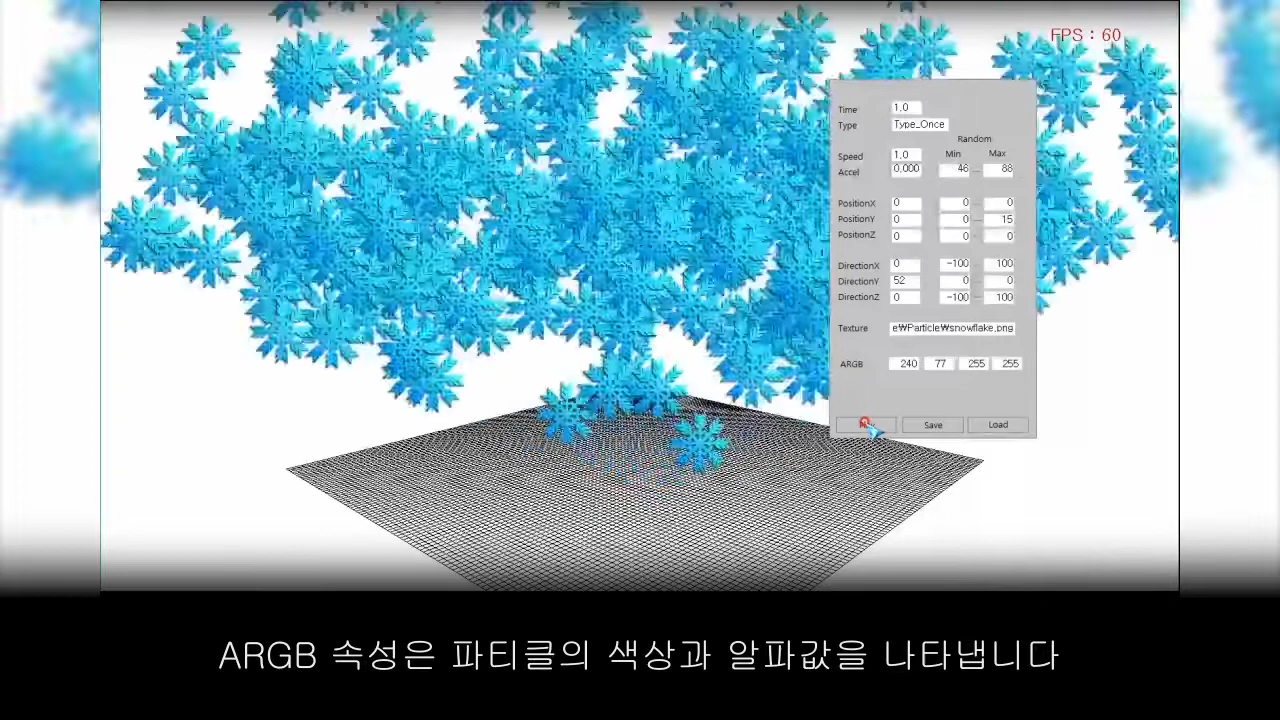 FPS : 60
Time 1.0
Type Type_Once
Random
Speed 1.0 Min Max
Accel 0,000 46 88
PositionX 0 0 0
PositionY 0 0 15
PositionZ 0 0 0
DirectionX 0 -100 100
DirectionY 52 0 0
DirectionZ 0 -100 100
Texture e₩Particle₩snowflake.png
ARGB 240 77 255 255
Save Load
ARGB 속성은 파티클의 색상과 알파값을 나타냅니다